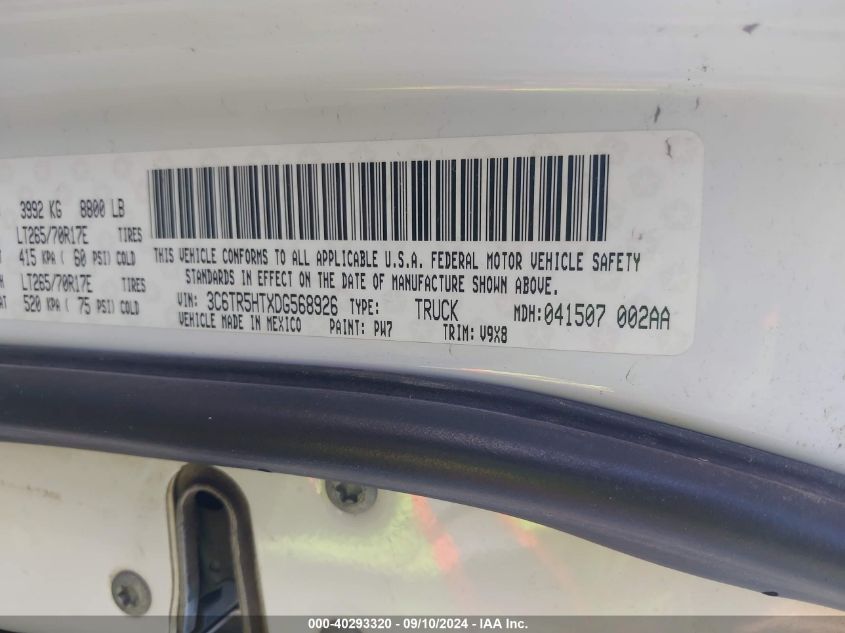 3992 KG 8800 LB
LT265/70R17E TIRES
415 KPA ( 60 PSI) COLD
LT265/70R17E TIRES
520 KPA ( 75 PSI) COLD
THIS VEHICLE CONFORMS TO ALL APPLICABLE U.S.A. FEDERAL MOTOR VEHICLE SAFETY
STANDARDS IN EFFECT ON THE DATE OF MANUFACTURE SHOWN ABOVE.
VIN: 3C6TR5HTXDG568926 TYPE: TRUCK MDH: 041507 002AA
VEHICLE MADE IN MEXICO PAINT: PW7 TRIM: V9X8
000-40293320 - 09/10/2024 - IAA Inc.